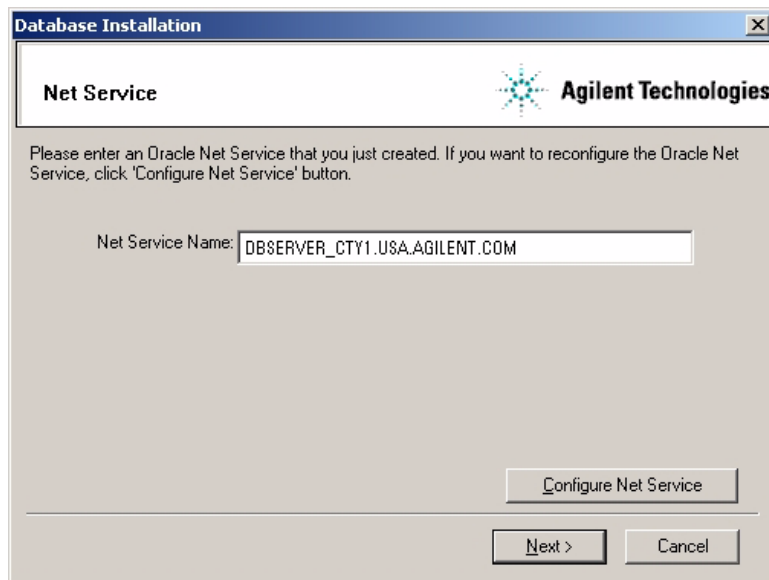 Database Installation
Net Service
Agilent Technologies
Please enter an Oracle Net Service that you just created. If you want to reconfigure the Oracle Net
Service, click 'Configure Net Service' button.
Net Service Name: DBSERVER_CTY1.USA.AGILENT.COM
Configure Net Service
Next >
Cancel